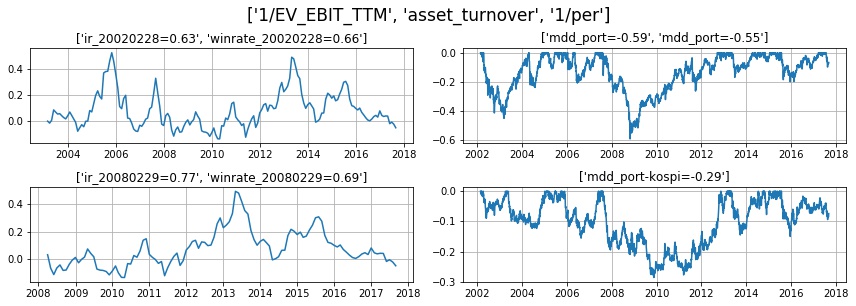 ['1/EV_EBIT_TTM', 'asset_turnover', '1/per']
['ir_20020228=0.63', 'winrate_20020228=0.66']
0.4
0.2
0.0
2004 2006 2008 2010 2012 2014 2016 2018
['mdd_port=-0.59', 'mdd_port=-0.55']
0.0
−0.2
−0.4
−0.6
2002 2004 2006 2008 2010 2012 2014 2016 2018
['ir_20080229=0.77', 'winrate_20080229=0.69']
0.4
0.2
0.0
2008 2009 2010 2011 2012 2013 2014 2015 2016 2017 2018
['mdd_port-kospi=-0.29']
0.0
−0.1
−0.2
−0.3
2002 2004 2006 2008 2010 2012 2014 2016 2018